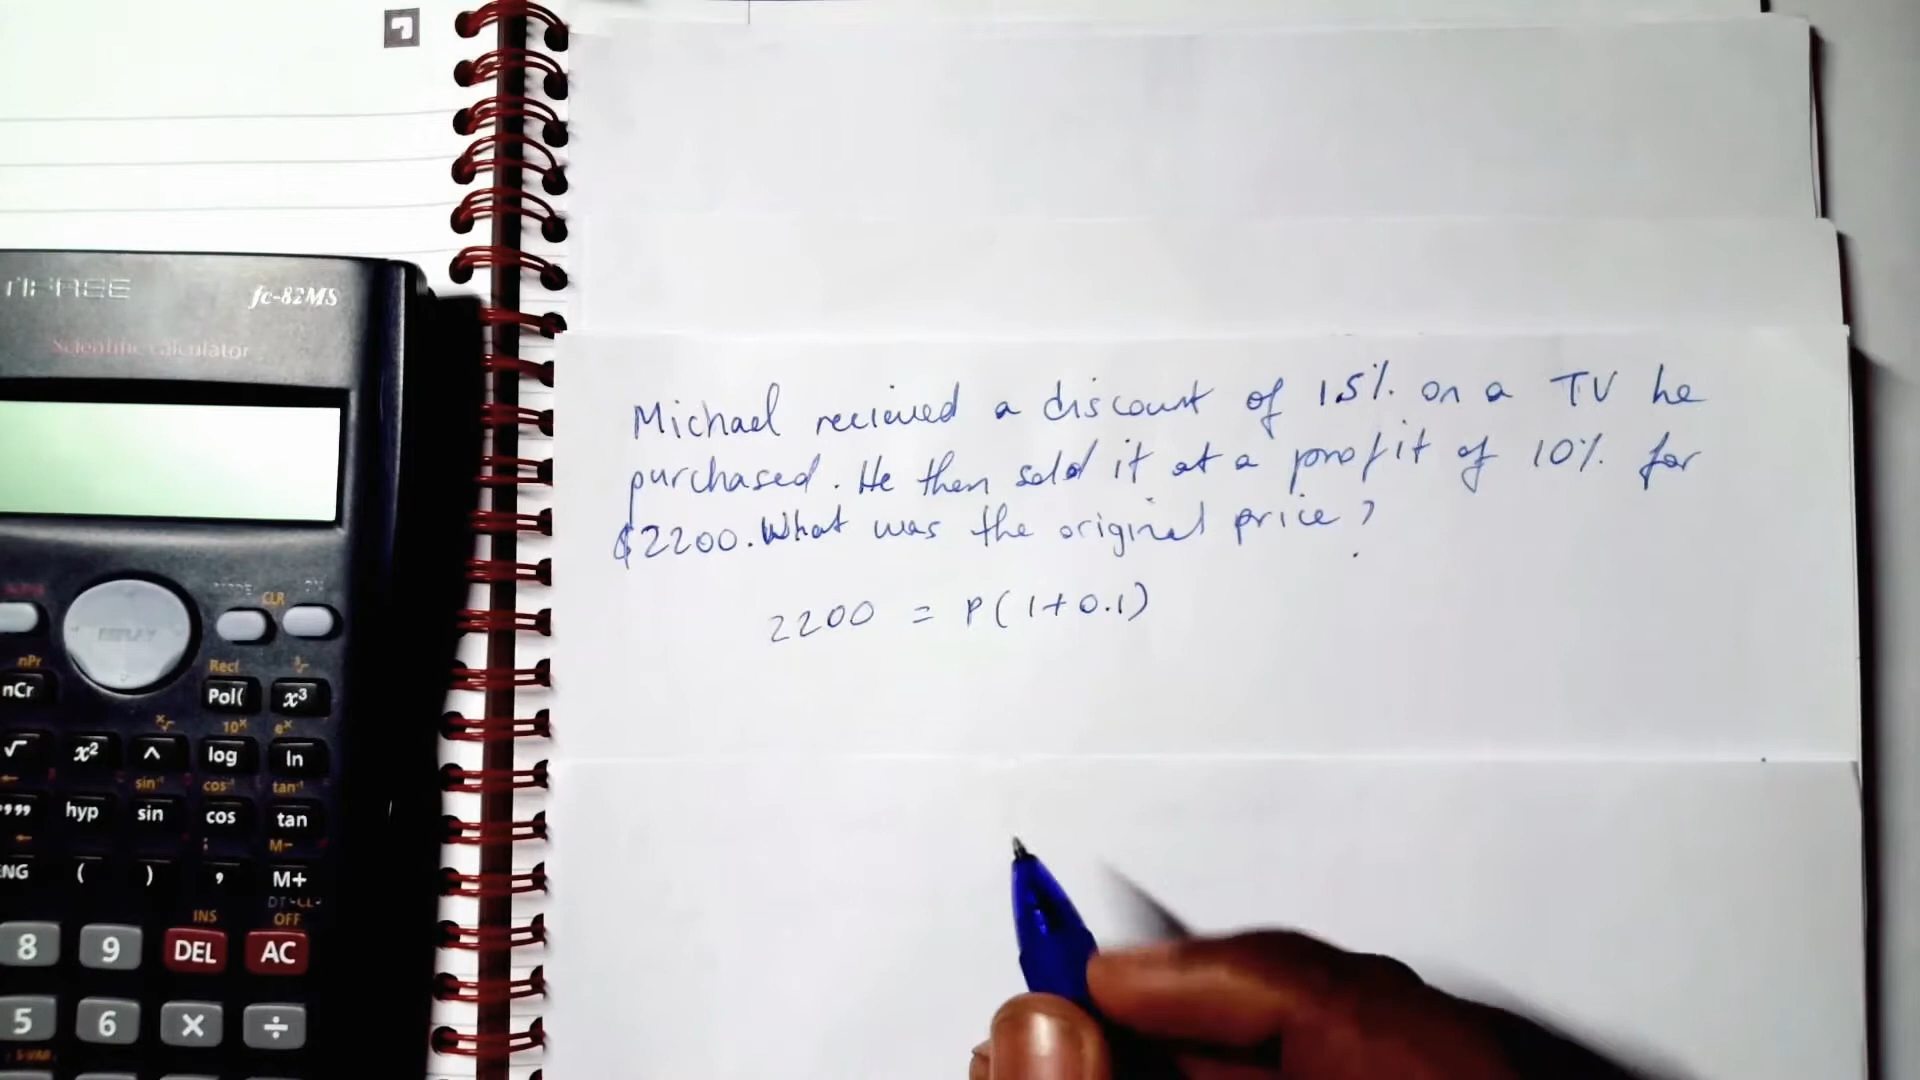 fc-82MS
Scientific calculator
Michael recieved a discount of 15% on a TV he
purchased. He then sold it at a profit of 10% for
$2200. What was the original price?
2200 = P(1+0.1)
REPLAY
CLR
nPr
Rec(
nCr
Pol(
x³
10ˣ
eˣ
x²
^
log
ln
sin⁻¹
cos⁻¹
tan⁻¹
hyp
sin
cos
tan
;
M-
(
)
,
M+
INS
OFF
8
9
DEL
AC
5
6
×
÷